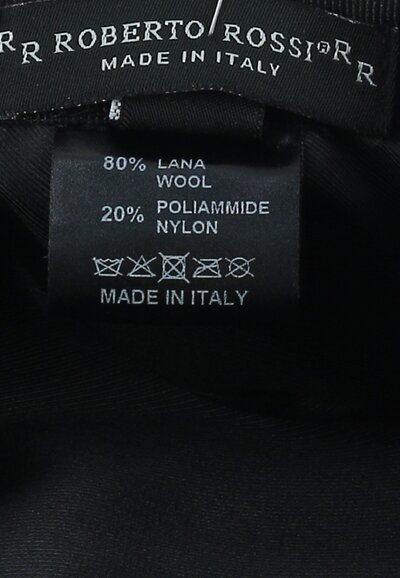 R R ROBERTO ROSSI® R R
MADE IN ITALY
80% LANA
WOOL
20% POLIAMMIDE
NYLON
MADE IN ITALY